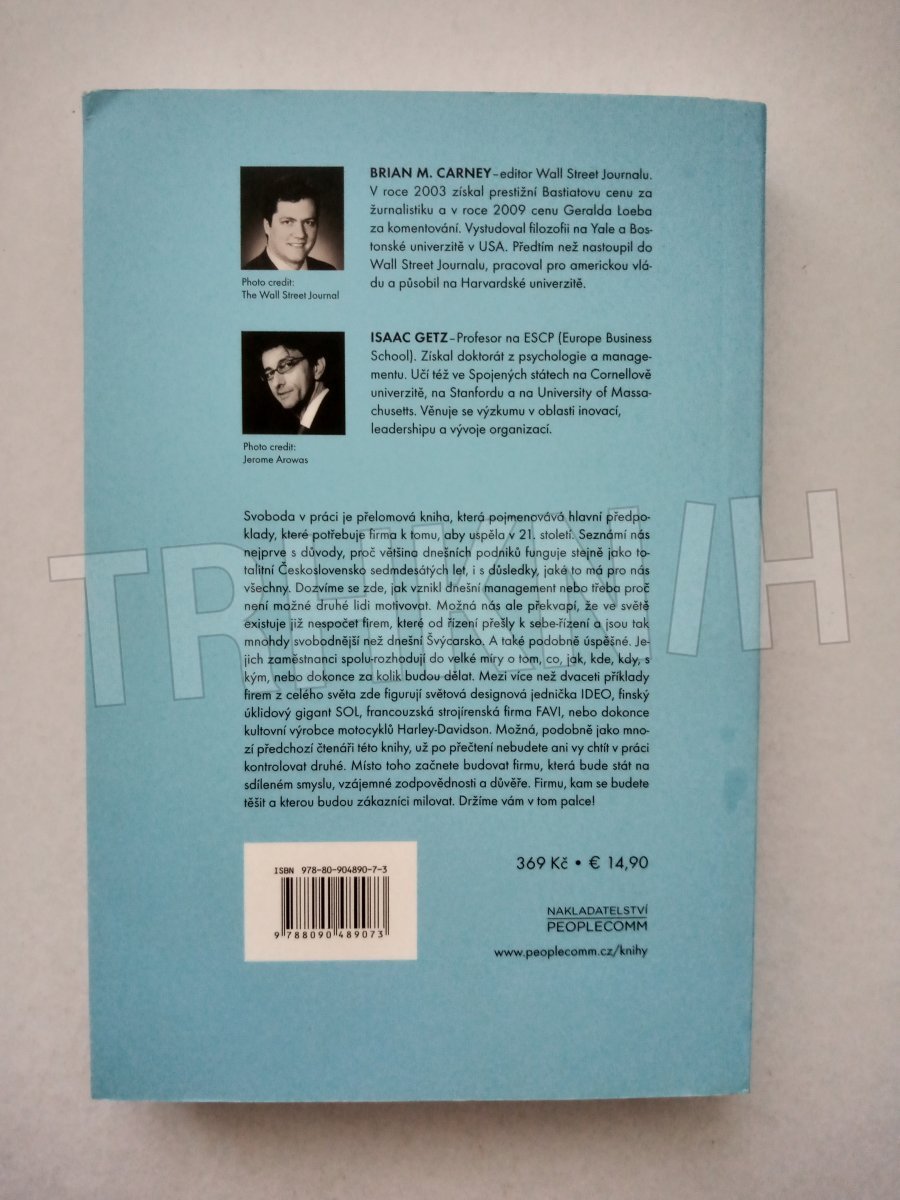 BRIAN M. CARNEY–editor Wall Street Journalu.
V roce 2003 získal prestižní Bastiatovu cenu za
žurnalistiku a v roce 2009 cenu Geralda Loeba
za komentování. Vystudoval filozofii na Yale a Bos-
tonské univerzitě v USA. Předtím než nastoupil do
Wall Street Journalu, pracoval pro americkou vlá-
du a působil na Harvardské univerzitě.
Photo credit:
The Wall Street Journal
ISAAC GETZ–Profesor na ESCP (Europe Business
School). Získal doktorát z psychologie a manage-
mentu. Učí též ve Spojených státech na Cornellově
univerzitě, na Stanfordu a na University of Massa-
chusetts. Věnuje se výzkumu v oblasti inovací,
leadershipu a vývoje organizací.
Photo credit:
Jerome Arowas
Svoboda v práci je přelomová kniha, která pojmenovává hlavní předpo-
klady, které potřebuje firma k tomu, aby uspěla v 21. století. Seznámí nás
nejprve s důvody, proč většina dnešních podniků funguje stejně jako to-
talitní Československo sedmdesátých let, i s důsledky, jaké to má pro nás
všechny. Dozvíme se zde, jak vznikl dnešní management nebo třeba proč
není možné druhé lidi motivovat. Možná nás ale překvapí, že ve světě
existuje již nespočet firem, které od řízení přešly k sebe-řízení a jsou tak
mnohdy svobodnější než dnešní Švýcarsko. A také podobně úspěšné. Je-
jich zaměstnanci spolu-rozhodují do velké míry o tom, co, jak, kde, kdy, s
kým, nebo dokonce za kolik budou dělat. Mezi více než dvaceti příklady
firem z celého světa zde figurují světová designová jednička IDEO, finský
úklidový gigant SOL, francouzská strojírenská firma FAVI, nebo dokonce
kultovní výrobce motocyklů Harley-Davidson. Možná, podobně jako mno-
zí předchozí čtenáři této knihy, už po přečtení nebudete ani vy chtít v práci
kontrolovat druhé. Místo toho začnete budovat firmu, která bude stát na
sdíleném smyslu, vzájemné zodpovědnosti a důvěře. Firmu, kam se budete
těšit a kterou budou zákazníci milovat. Držíme vám v tom palce!
ISBN 978-80-904890-7-3
9 788090 489073
369 Kč • € 14,90
NAKLADATELSTVÍ
PEOPLECOMM
www.peoplecomm.cz/knihy